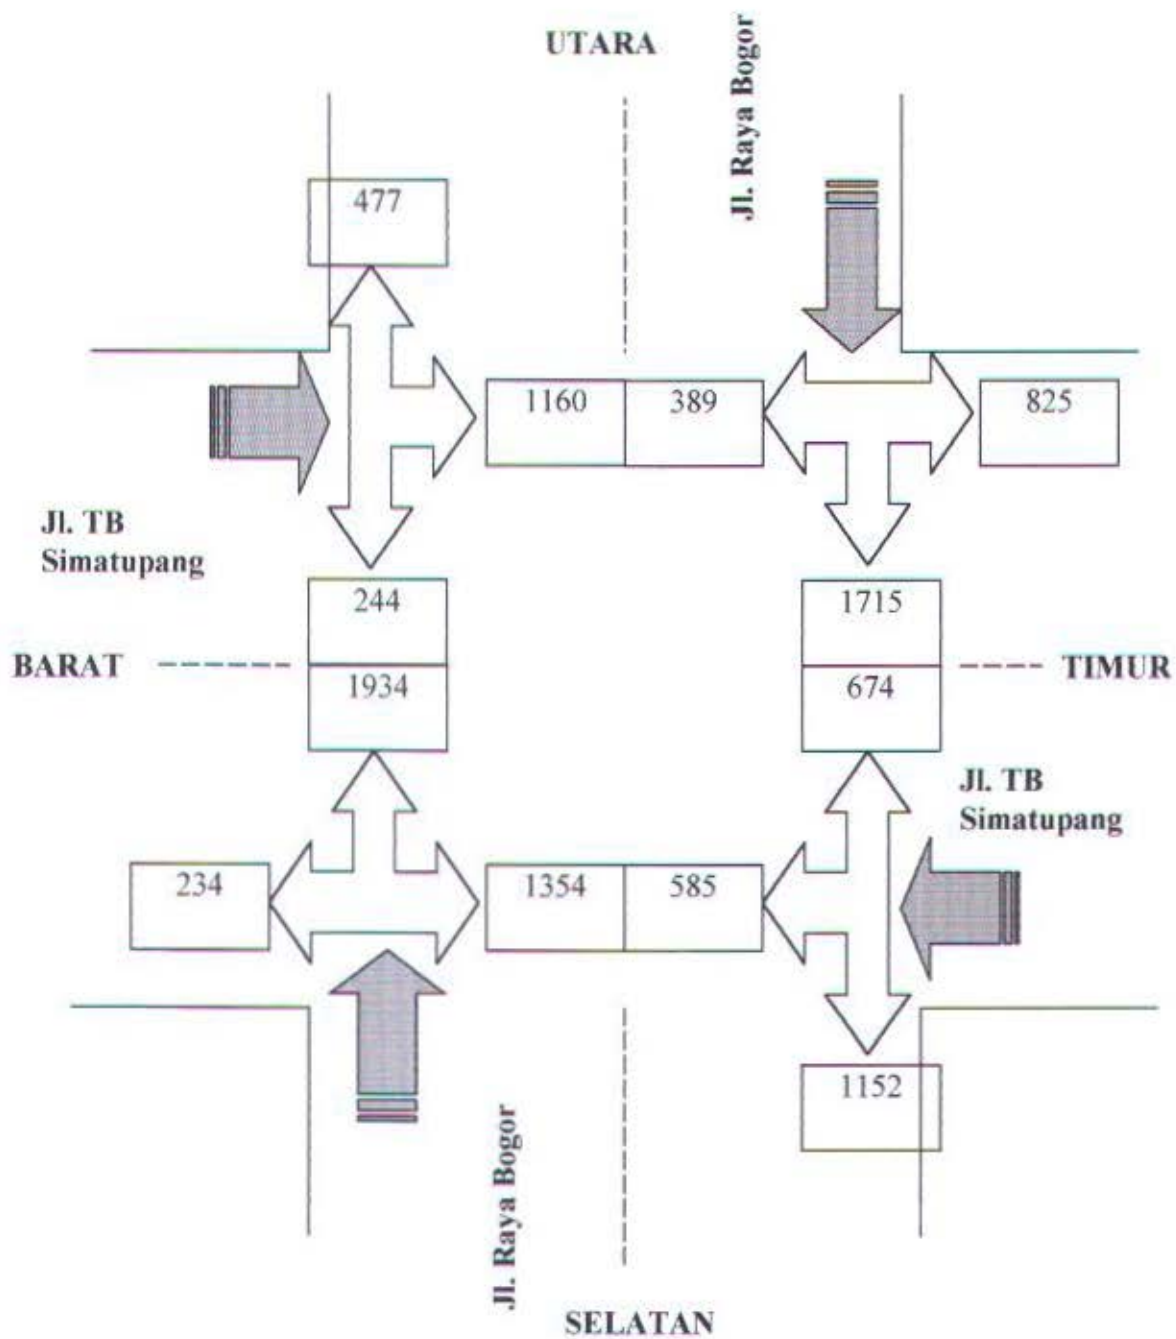 UTARA
Jl. Raya Bogor
477
1160
389
825
Jl. TB
Simatupang
244
1715
BARAT
TIMUR
1934
674
Jl. TB
Simatupang
234
1354
585
1152
Jl. Raya Bogor
SELATAN